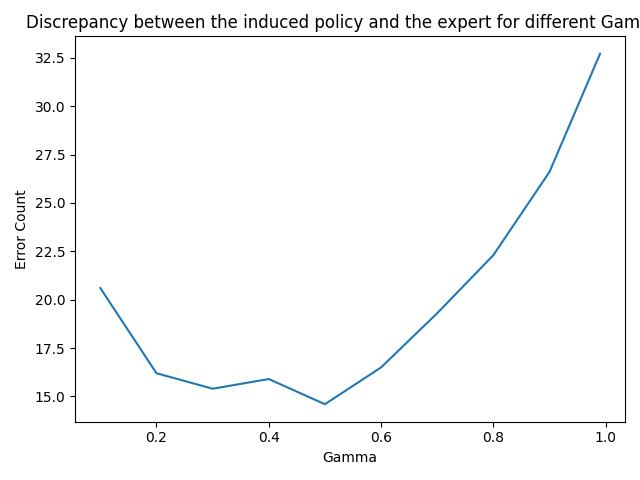 Discrepancy between the induced policy and the expert for different Gam
32.5
30.0
27.5
25.0
22.5
20.0
17.5
15.0
Error Count
0.2 0.4 0.6 0.8 1.0
Gamma